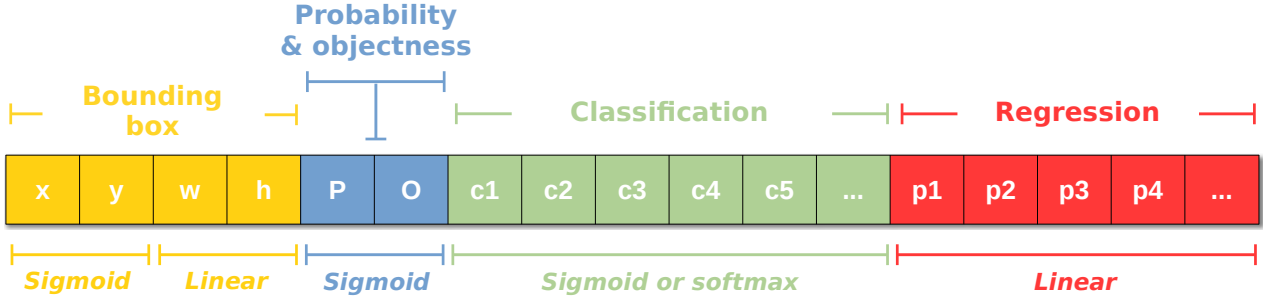 Probability
& objectness
Bounding
box
Classification
Regression
x y w h P O c1 c2 c3 c4 c5 ... p1 p2 p3 p4 ...
Sigmoid Linear Sigmoid Sigmoid or softmax Linear